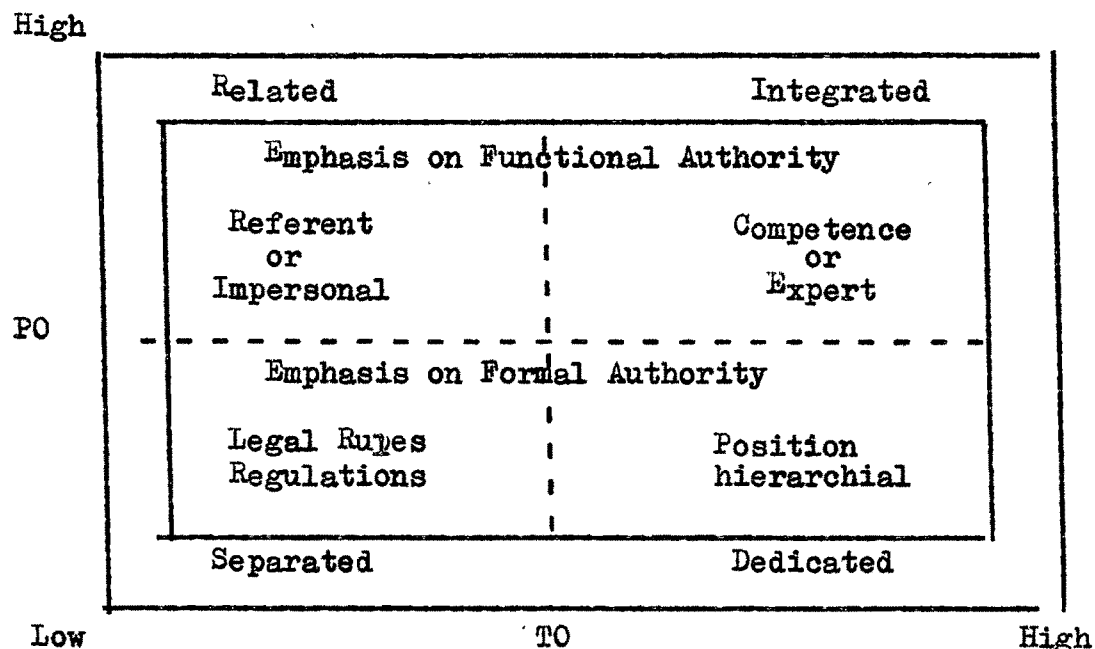 High
Related Integrated
Emphasis on Functional Authority
Referent Competence
or or
Impersonal Expert
PO
Emphasis on Formal Authority
Legal Rules Position
Regulations hierarchial
Separated Dedicated
Low TO High